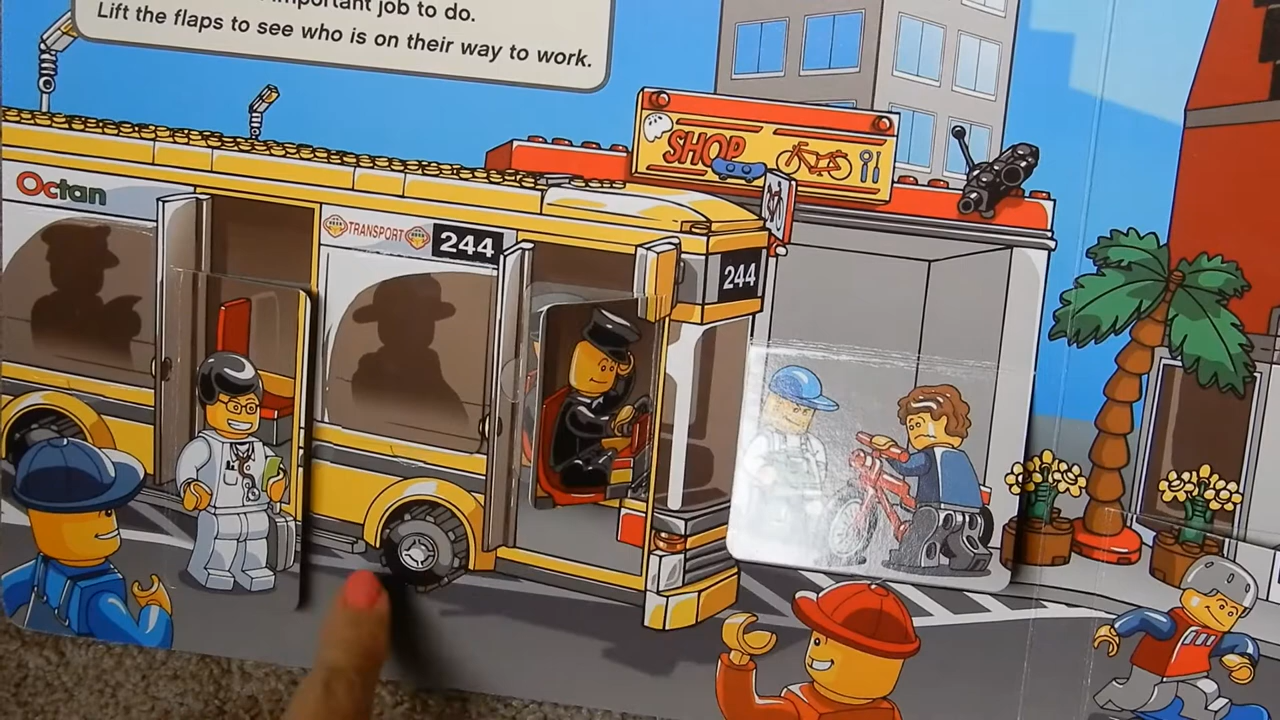 important job to do.
Lift the flaps to see who is on their way to work.
SHOP
Octan
TRANSPORT
244
244